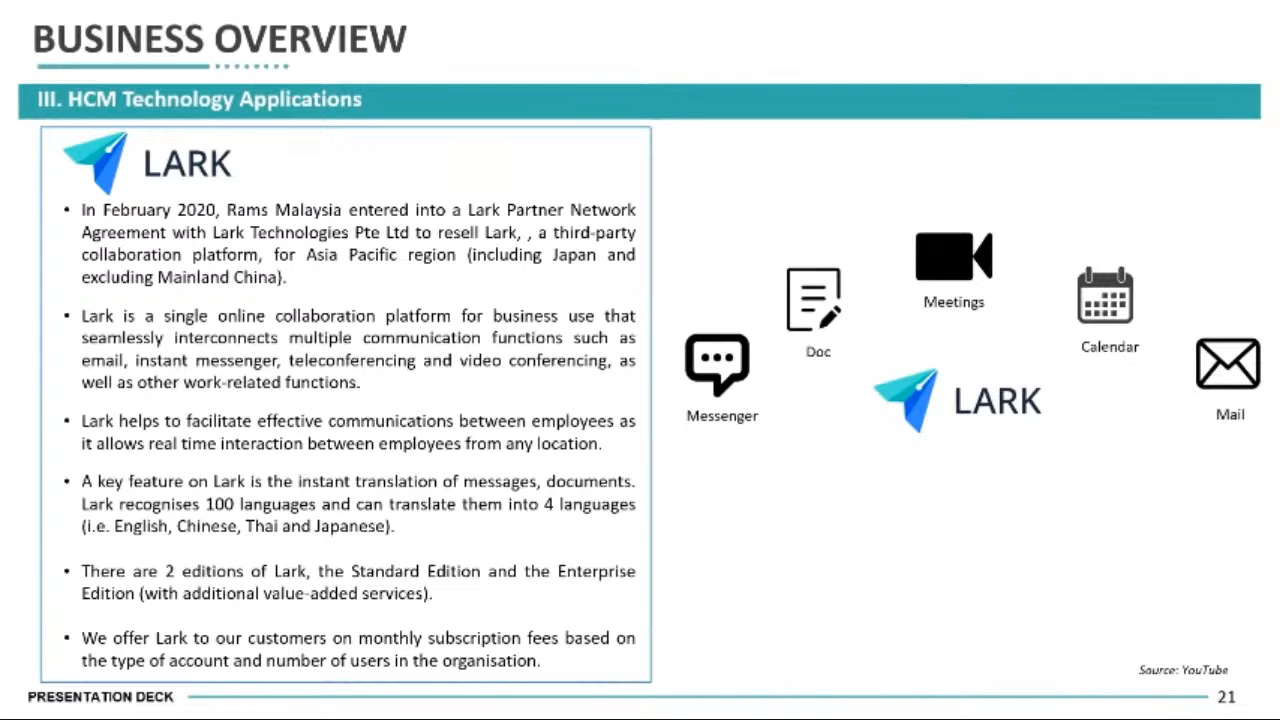 BUSINESS OVERVIEW
III. HCM Technology Applications
LARK
• In February 2020, Rams Malaysia entered into a Lark Partner Network
Agreement with Lark Technologies Pte Ltd to resell Lark, , a third-party
collaboration platform, for Asia Pacific region (including Japan and
excluding Mainland China).
• Lark is a single online collaboration platform for business use that
seamlessly interconnects multiple communication functions such as
email, instant messenger, teleconferencing and video conferencing, as
well as other work-related functions.
• Lark helps to facilitate effective communications between employees as
it allows real time interaction between employees from any location.
• A key feature on Lark is the instant translation of messages, documents.
Lark recognises 100 languages and can translate them into 4 languages
(i.e. English, Chinese, Thai and Japanese).
• There are 2 editions of Lark, the Standard Edition and the Enterprise
Edition (with additional value-added services).
• We offer Lark to our customers on monthly subscription fees based on
the type of account and number of users in the organisation.
Messenger
Doc
Meetings
Calendar
Mail
LARK
Source: YouTube
PRESENTATION DECK
21